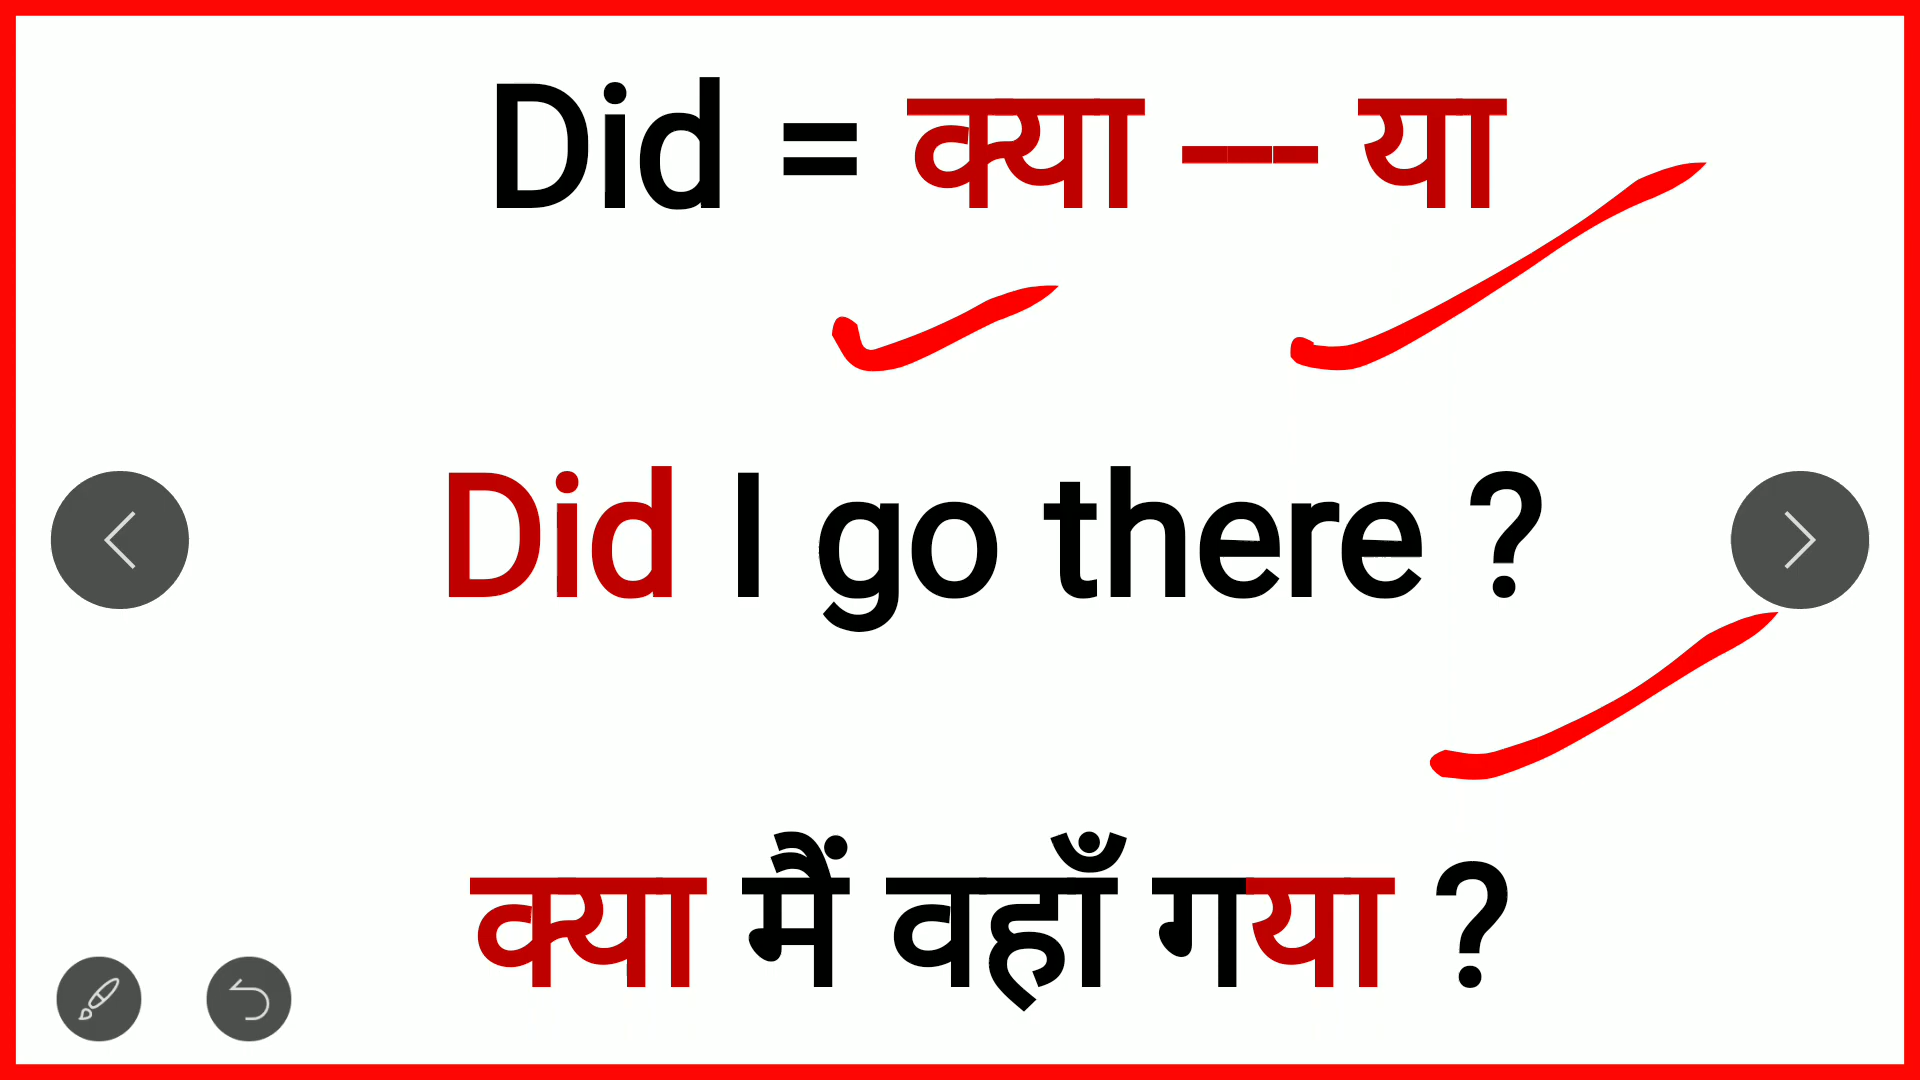 Did = क्या --- या
Did I go there ?
क्या मैं वहाँ गया ?